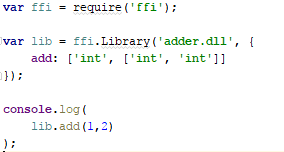 var ffi = require('ffi');
var lib = ffi.Library('adder.dll', {
add: ['int', ['int', 'int']]
});
console.log(
lib.add(1,2)
);